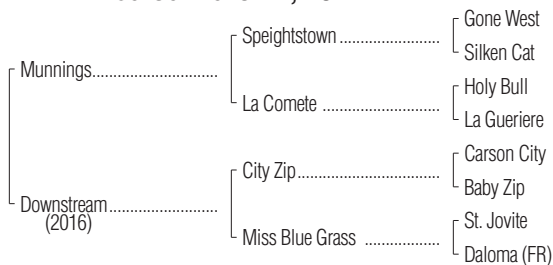 Gone West
Speightstown
Silken Cat
Munnings
Holy Bull
La Comete
La Gueriere
Carson City
City Zip
Baby Zip
Downstream
(2016)
St. Jovite
Miss Blue Grass
Daloma (FR)